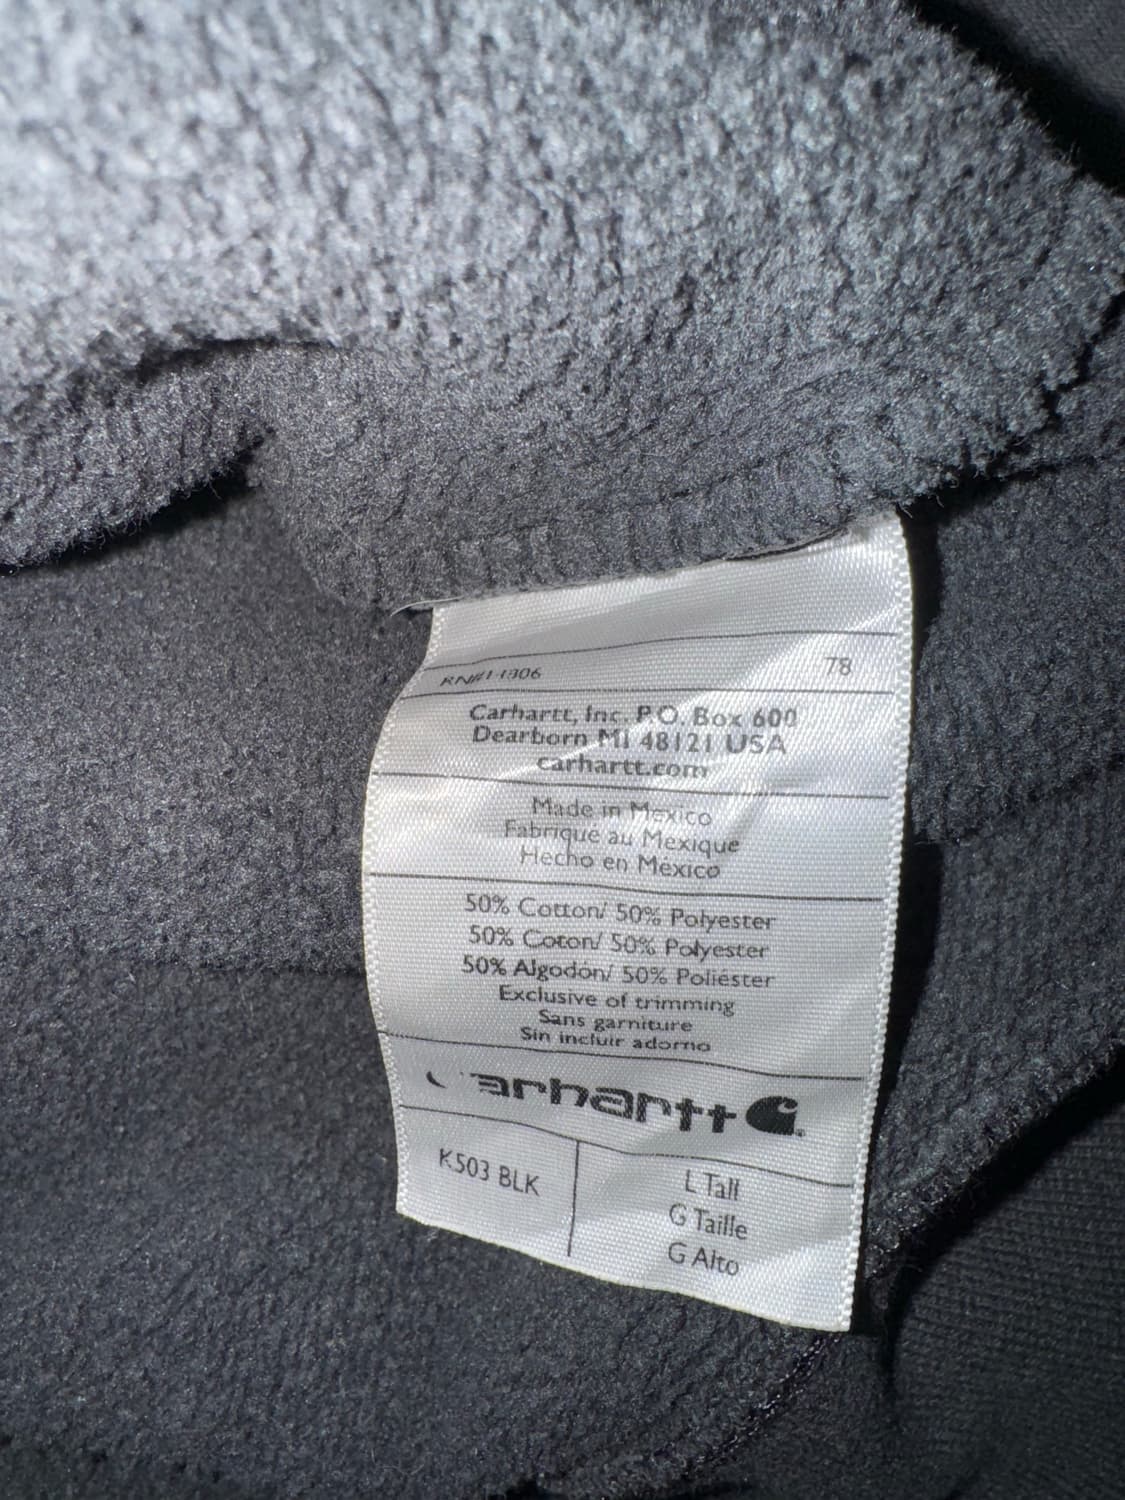 RN#14806 78
Carhartt, Inc. P.O. Box 600
Dearborn MI 48121 USA
carhartt.com
Made in Mexico
Fabriqué au Mexique
Hecho en México
50% Cotton/ 50% Polyester
50% Coton/ 50% Polyester
50% Algodón/ 50% Poliéster
Exclusive of trimming
Sans garniture
Sin incluir adorno
carhartt
K503 BLK
L Tall
G Taille
G Alto